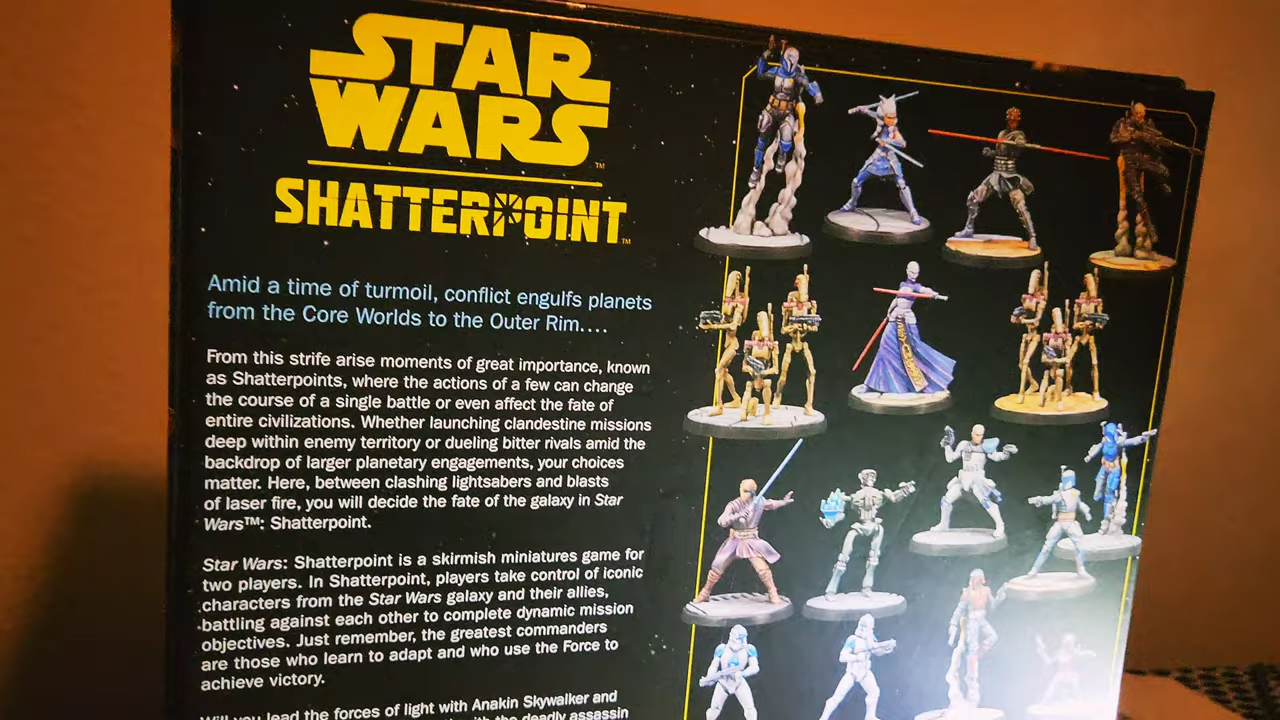 STAR
WARS
™
SHATTERPOINT
™
Amid a time of turmoil, conflict engulfs planets
from the Core Worlds to the Outer Rim....
From this strife arise moments of great importance, known
as Shatterpoints, where the actions of a few can change
the course of a single battle or even affect the fate of
entire civilizations. Whether launching clandestine missions
deep within enemy territory or dueling bitter rivals amid the
backdrop of larger planetary engagements, your choices
matter. Here, between clashing lightsabers and blasts
of laser fire, you will decide the fate of the galaxy in Star
Wars™: Shatterpoint.
Star Wars: Shatterpoint is a skirmish miniatures game for
two players. In Shatterpoint, players take control of iconic
characters from the Star Wars galaxy and their allies,
battling against each other to complete dynamic mission
objectives. Just remember, the greatest commanders
are those who learn to adapt and who use the Force to
achieve victory.
Will you lead the forces of light with Anakin Skywalker and
with the deadly assassin